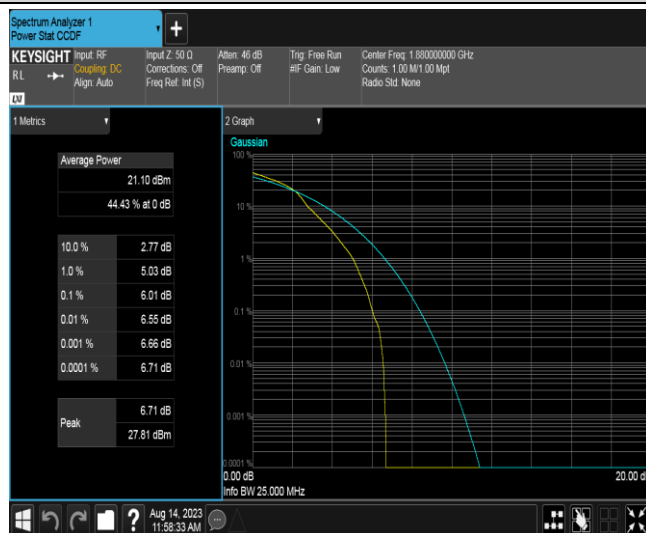 Spectrum Analyzer 1
Power Stat CCDF
+
KEYSIGHT
RL
LXI
Input: RF
Coupling: DC
Align: Auto
Input Z: 50 Ω
Corrections: Off
Freq Ref: Int (S)
Atten: 46 dB
Preamp: Off
Trig: Free Run
#IF Gain: Low
Center Freq: 1.880000000 GHz
Counts: 1.00 M/1.00 Mpt
Radio Std: None
1 Metrics
Average Power
21.10 dBm
44.43 % at 0 dB
10.0 % 2.77 dB
1.0 % 5.03 dB
0.1 % 6.01 dB
0.01 % 6.55 dB
0.001 % 6.66 dB
0.0001 % 6.71 dB
Peak
6.71 dB
27.81 dBm
2 Graph
Gaussian
100 %
10 %
1 %
0.1 %
0.01 %
0.001 %
0.0001 %
0.00 dB 20.00 d
Info BW 25.000 MHz
?
Aug 14, 2023
11:58:33 AM